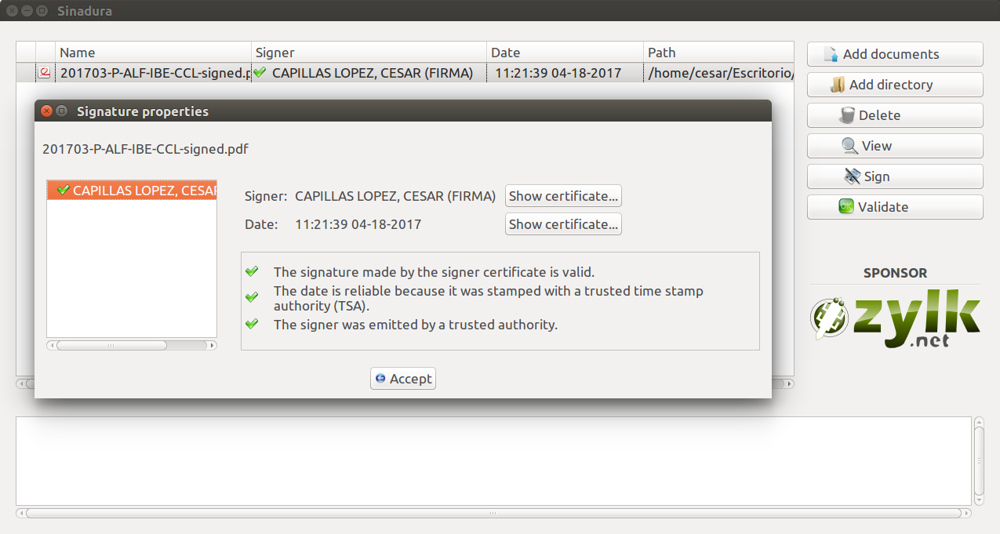 Sinadura
Name Signer Date Path
201703-P-ALF-IBE-CCL-signed.p CAPILLAS LOPEZ, CESAR (FIRMA) 11:21:39 04-18-2017 /home/cesar/Escritorio/
Add documents
Add directory
Delete
View
Sign
OK Validate
Signature properties
201703-P-ALF-IBE-CCL-signed.pdf
CAPILLAS LOPEZ, CESAR
Signer: CAPILLAS LOPEZ, CESAR (FIRMA) Show certificate...
Date: 11:21:39 04-18-2017 Show certificate...
The signature made by the signer certificate is valid.
The date is reliable because it was stamped with a trusted time stamp
authority (TSA).
The signer was emitted by a trusted authority.
Accept
SPONSOR
zylk
.net